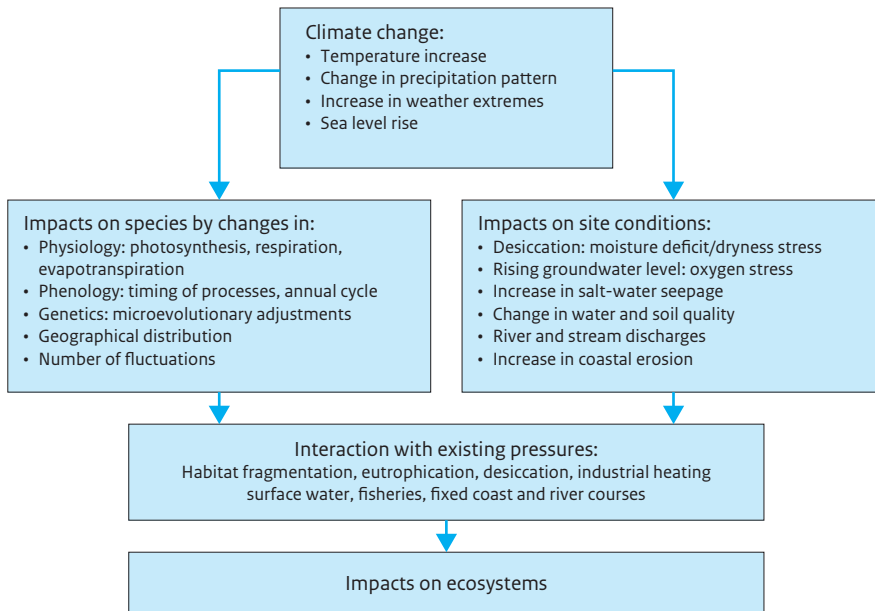 Climate change:
• Temperature increase
• Change in precipitation pattern
• Increase in weather extremes
• Sea level rise
Impacts on species by changes in:
• Physiology: photosynthesis, respiration,
evapotranspiration
• Phenology: timing of processes, annual cycle
• Genetics: microevolutionary adjustments
• Geographical distribution
• Number of fluctuations
Impacts on site conditions:
• Desiccation: moisture deficit/dryness stress
• Rising groundwater level: oxygen stress
• Increase in salt-water seepage
• Change in water and soil quality
• River and stream discharges
• Increase in coastal erosion
Interaction with existing pressures:
Habitat fragmentation, eutrophication, desiccation, industrial heating
surface water, fisheries, fixed coast and river courses
Impacts on ecosystems